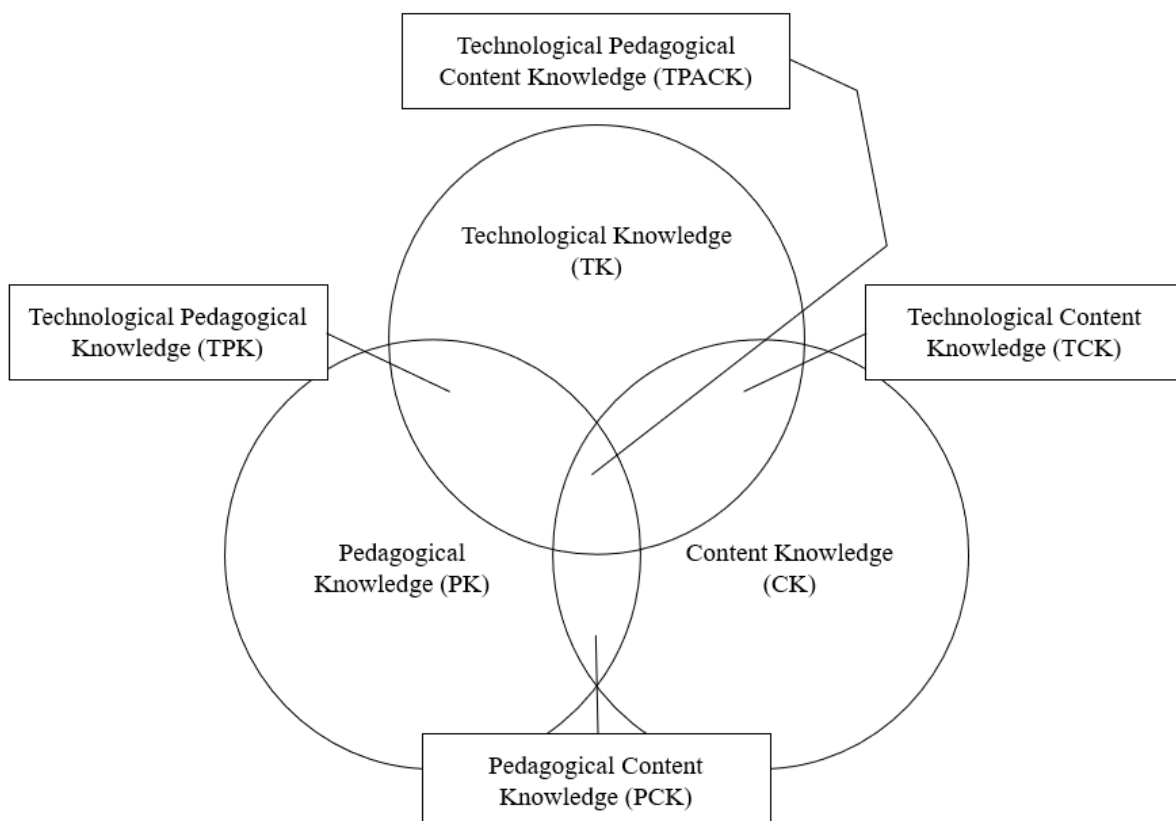 Technological Pedagogical
Content Knowledge (TPACK)
Technological Knowledge
(TK)
Technological Pedagogical
Knowledge (TPK)
Technological Content
Knowledge (TCK)
Pedagogical
Knowledge (PK)
Content Knowledge
(CK)
Pedagogical Content
Knowledge (PCK)